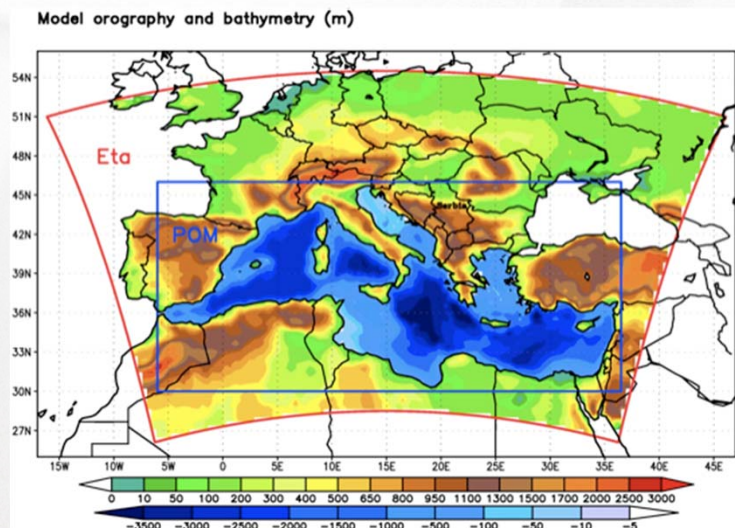 Model orography and bathymetry (m)
54N
51N
48N
45N
42N
39N
36N
33N
30N
27N
Eta
POM
Serbia
15W 10W 5W 0 5E 10E 15E 20E 25E 30E 35E 40E 45E
0 10 50 100 200 300 400 500 650 800 950 1100 1300 1500 1700 2000 2500 3000
-3500 -3000 -2500 -2000 -1000 -500 -100 -50 -10 -5